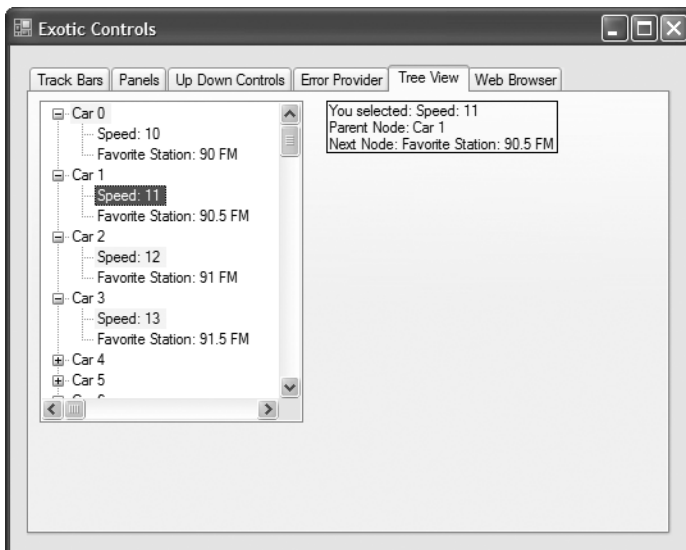 Exotic Controls
Track Bars Panels Up Down Controls Error Provider Tree View Web Browser
Car 0
Speed: 10
Favorite Station: 90 FM
Car 1
Speed: 11
Favorite Station: 90.5 FM
Car 2
Speed: 12
Favorite Station: 91 FM
Car 3
Speed: 13
Favorite Station: 91.5 FM
Car 4
Car 5
You selected: Speed: 11
Parent Node: Car 1
Next Node: Favorite Station: 90.5 FM